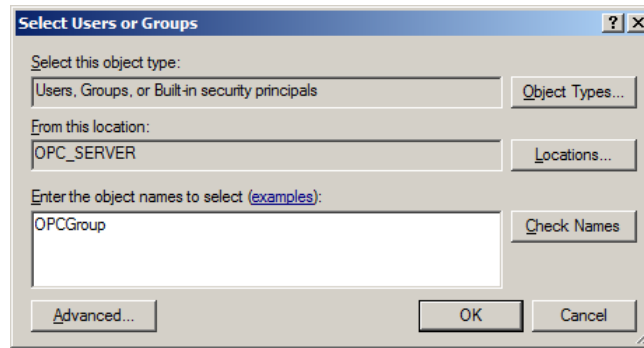 Select Users or Groups
Select this object type:
Users, Groups, or Built-in security principals
Object Types...
From this location:
OPC_SERVER
Locations...
Enter the object names to select (examples):
OPCGroup
Check Names
Advanced...
OK
Cancel